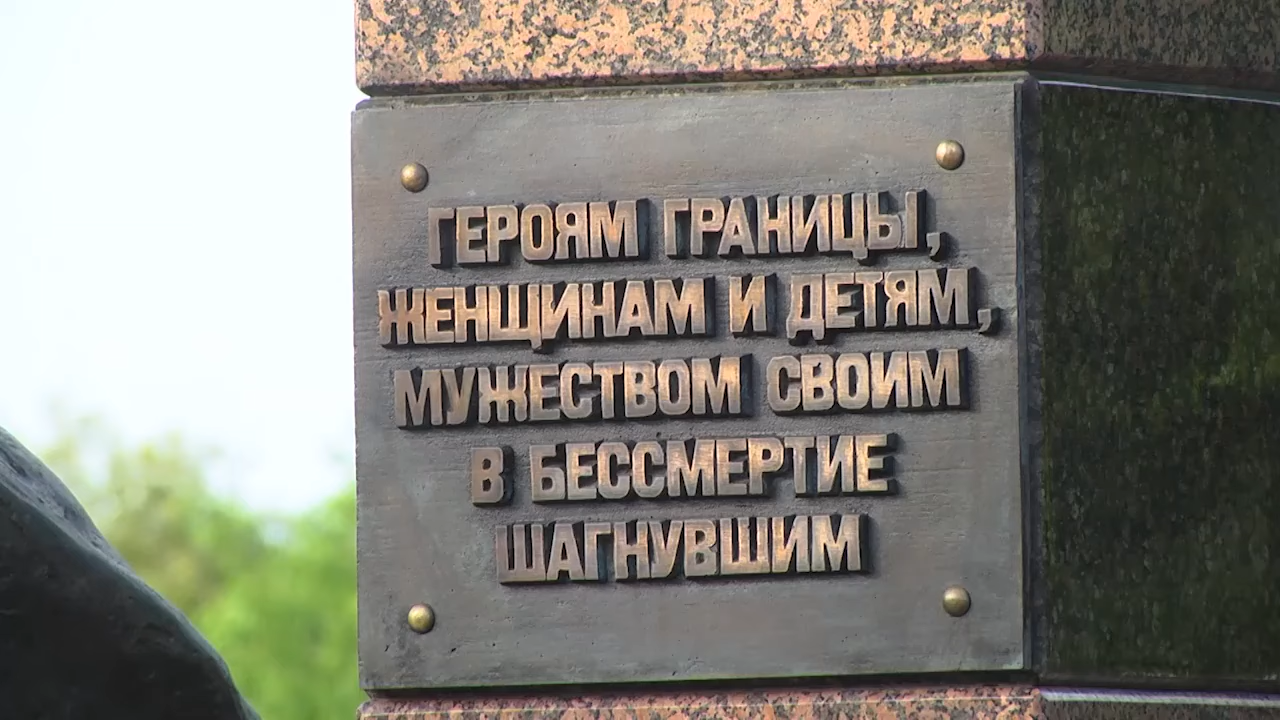 ГЕРОЯМ ГРАНИЦЫ,
ЖЕНЩИНАМ И ДЕТЯМ,
МУЖЕСТВОМ СВОИМ
В БЕССМЕРТИЕ
ШАГНУВШИМ